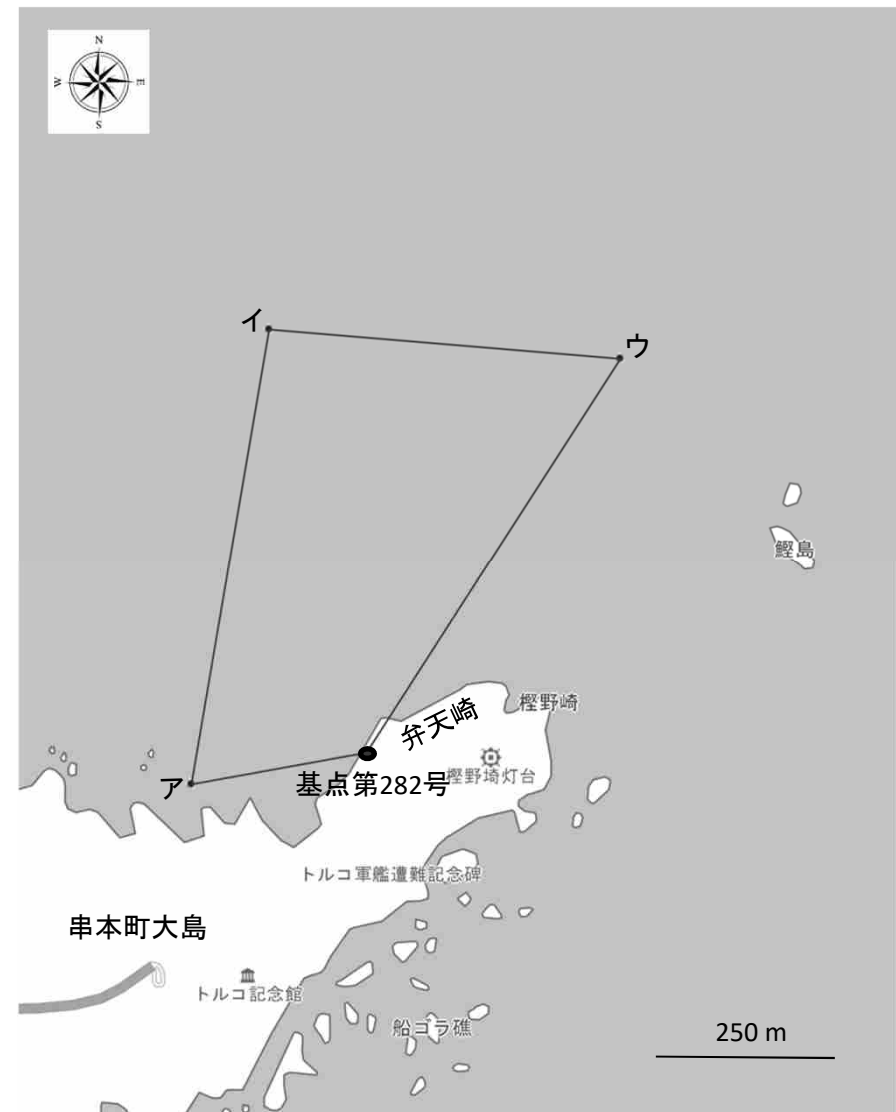 N
W
E
S
イ
ウ
鰹島
弁天崎
樫野崎
ア
基点第282号
樫野埼灯台
トルコ軍艦遭難記念碑
串本町大島
トルコ記念館
船ゴラ礁
250 m